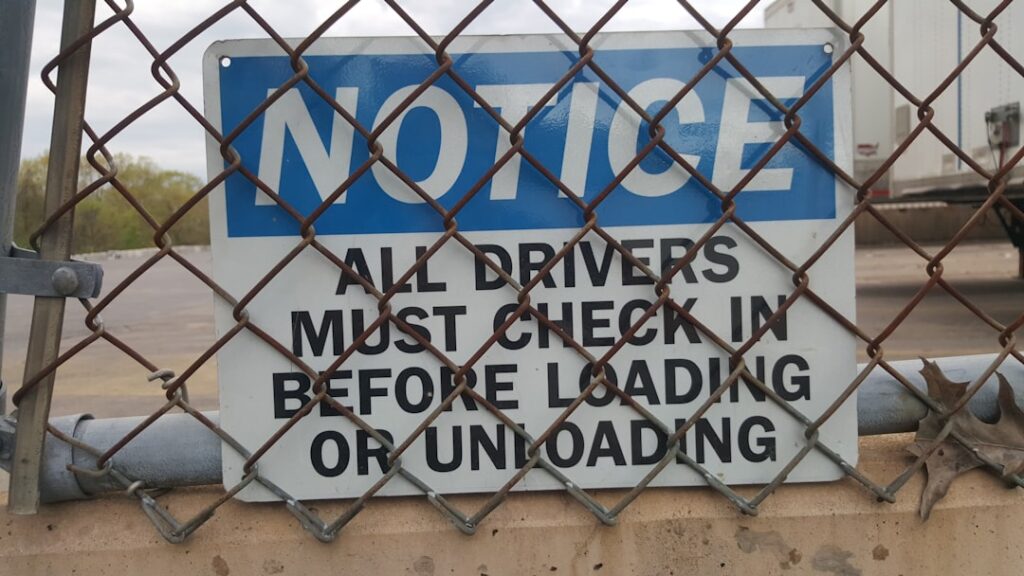 NOTICE
ALL DRIVERS
MUST CHECK IN
BEFORE LOADING
OR UNLOADING